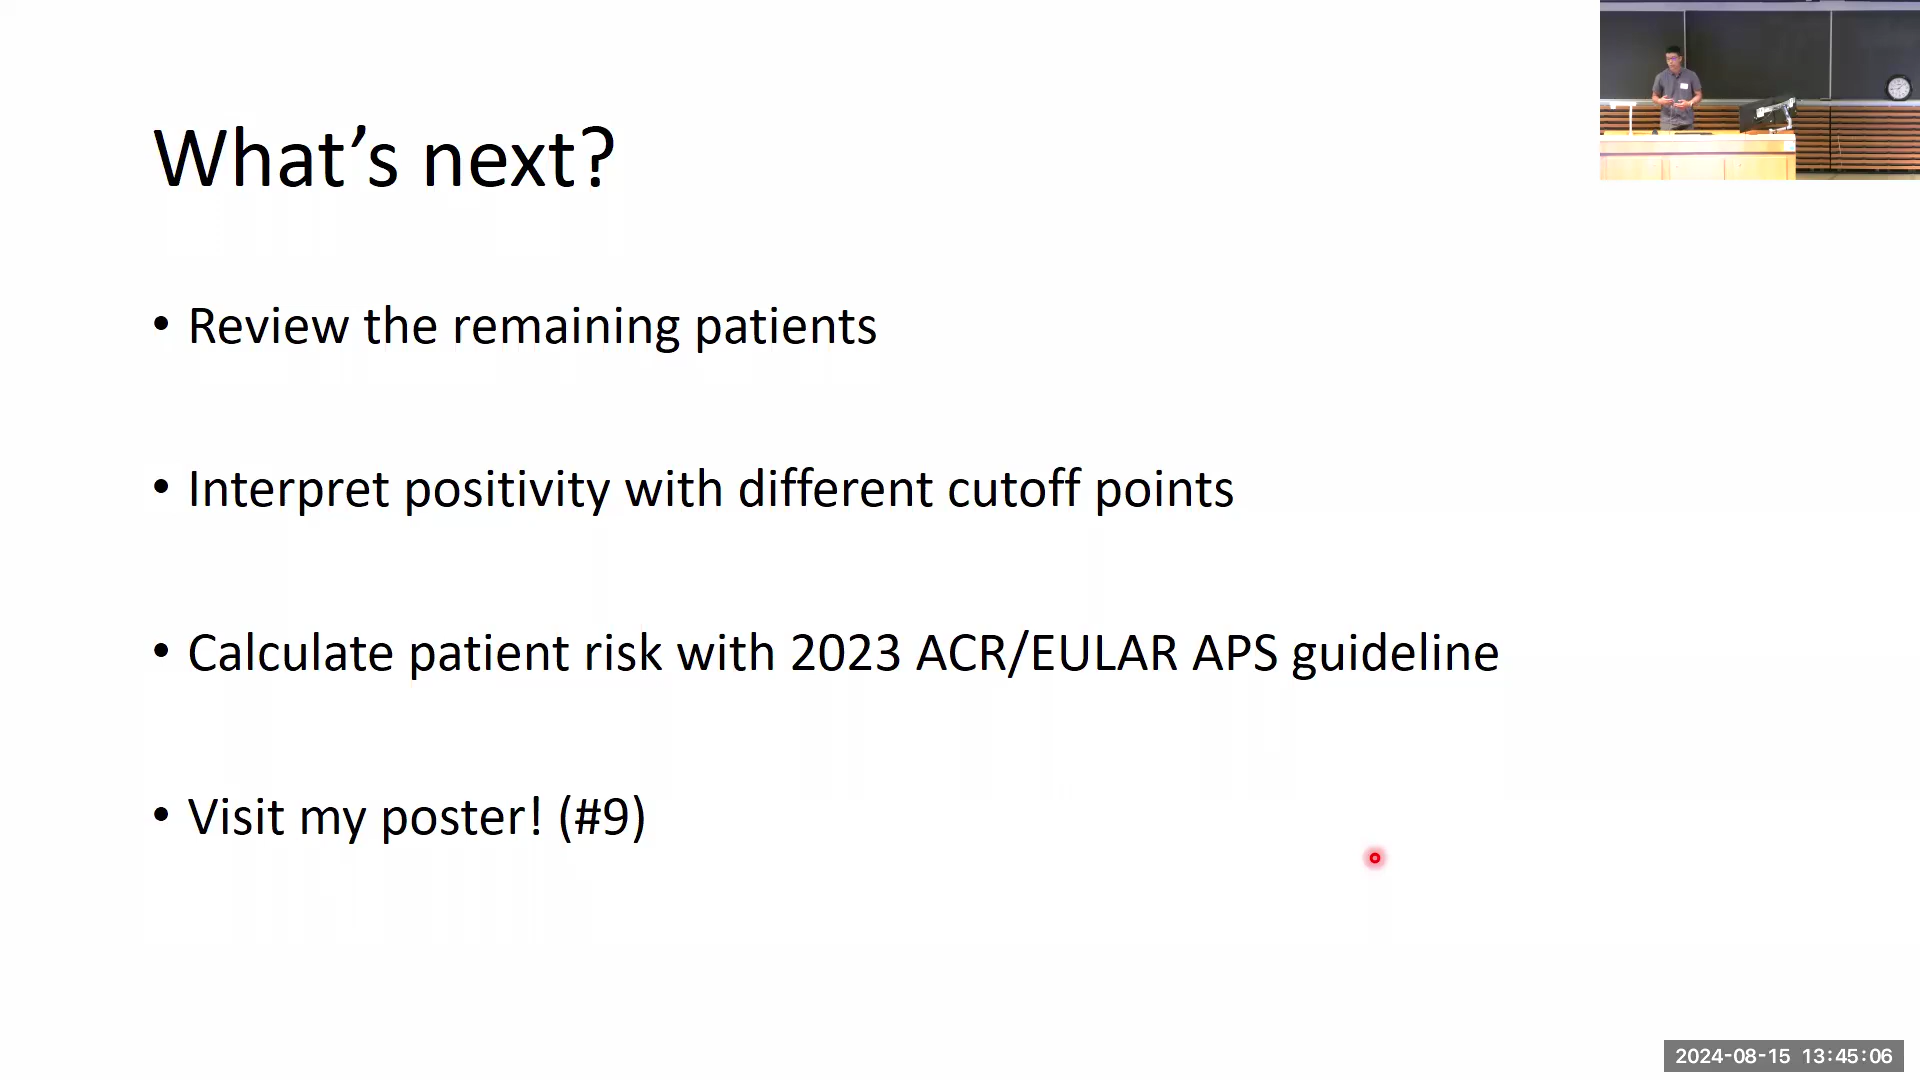 What’s next?
• Review the remaining patients
• Interpret positivity with different cutoff points
• Calculate patient risk with 2023 ACR/EULAR APS guideline
• Visit my poster! (#9)
2024-08-15 13:45:06